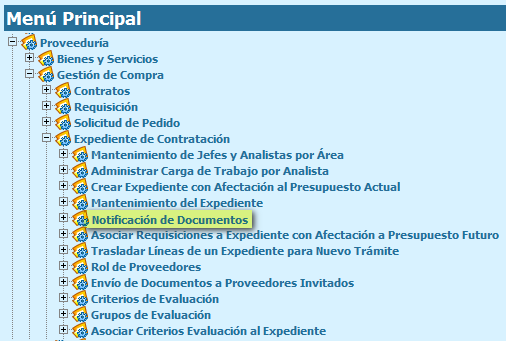 Menú Principal
Proveeduría
Bienes y Servicios
Gestión de Compra
Contratos
Requisición
Solicitud de Pedido
Expediente de Contratación
Mantenimiento de Jefes y Analistas por Área
Administrar Carga de Trabajo por Analista
Crear Expediente con Afectación al Presupuesto Actual
Mantenimiento del Expediente
Notificación de Documentos
Asociar Requisiciones a Expediente con Afectación a Presupuesto Futuro
Trasladar Líneas de un Expediente para Nuevo Trámite
Rol de Proveedores
Envío de Documentos a Proveedores Invitados
Criterios de Evaluación
Grupos de Evaluación
Asociar Criterios Evaluación al Expediente